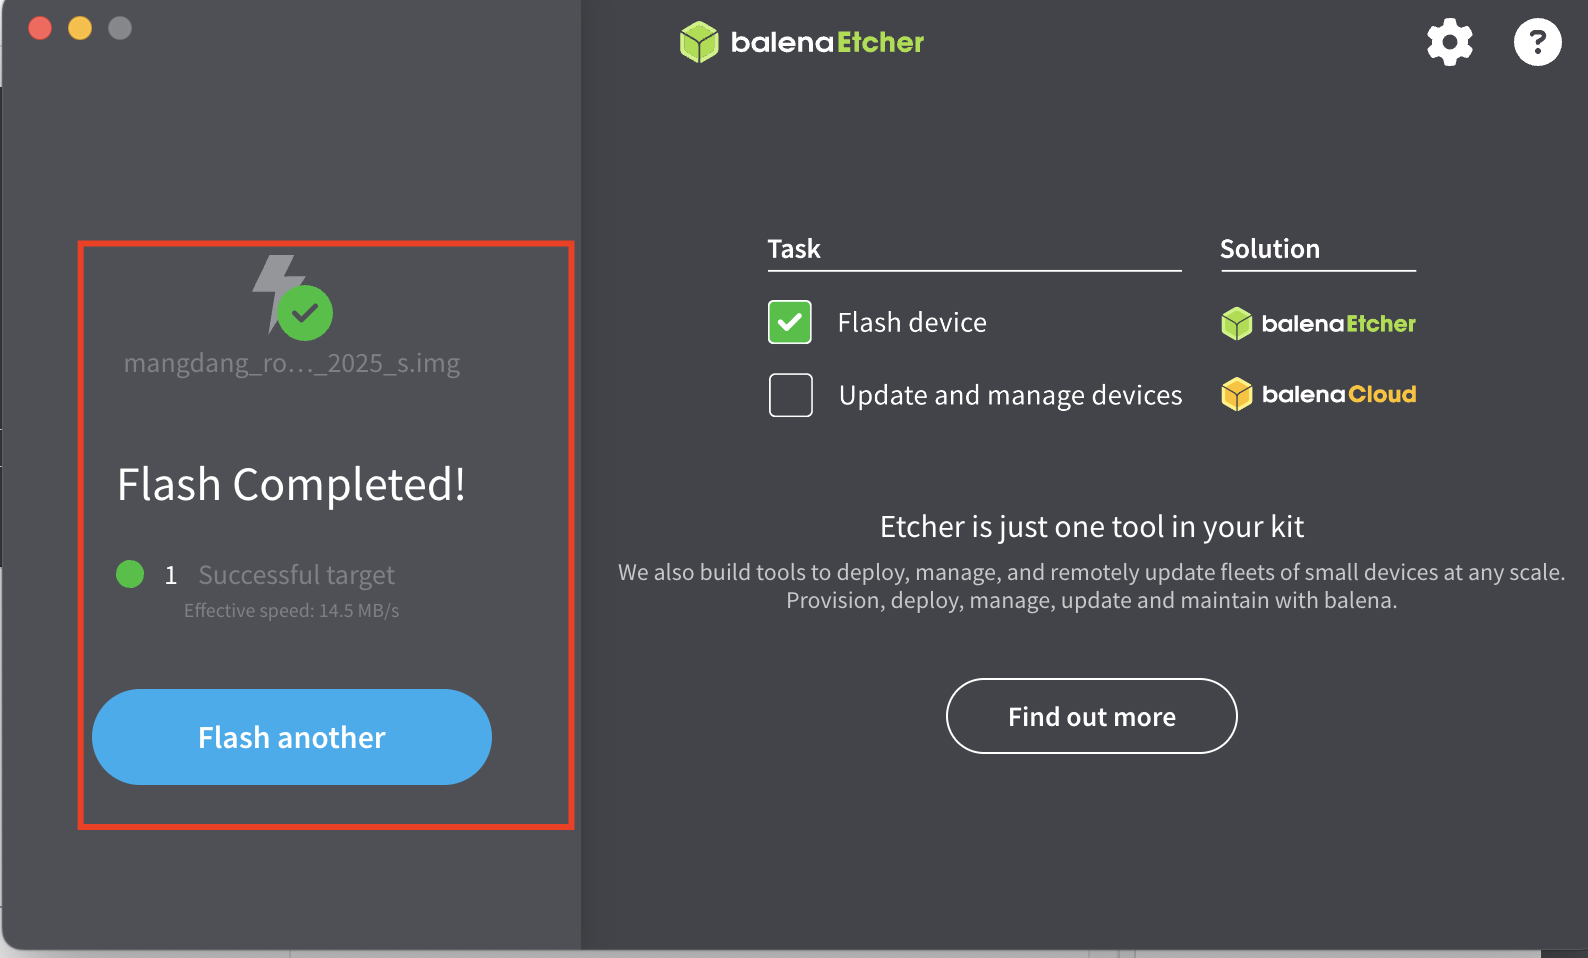 balenaEtcher
?
mangdang_ro..._2025_s.img
Flash Completed!
1 Successful target
Effective speed: 14.5 MB/s
Flash another
Task Solution
Flash device balenaEtcher
Update and manage devices balenaCloud
Etcher is just one tool in your kit
We also build tools to deploy, manage, and remotely update fleets of small devices at any scale.
Provision, deploy, manage, update and maintain with balena.
Find out more